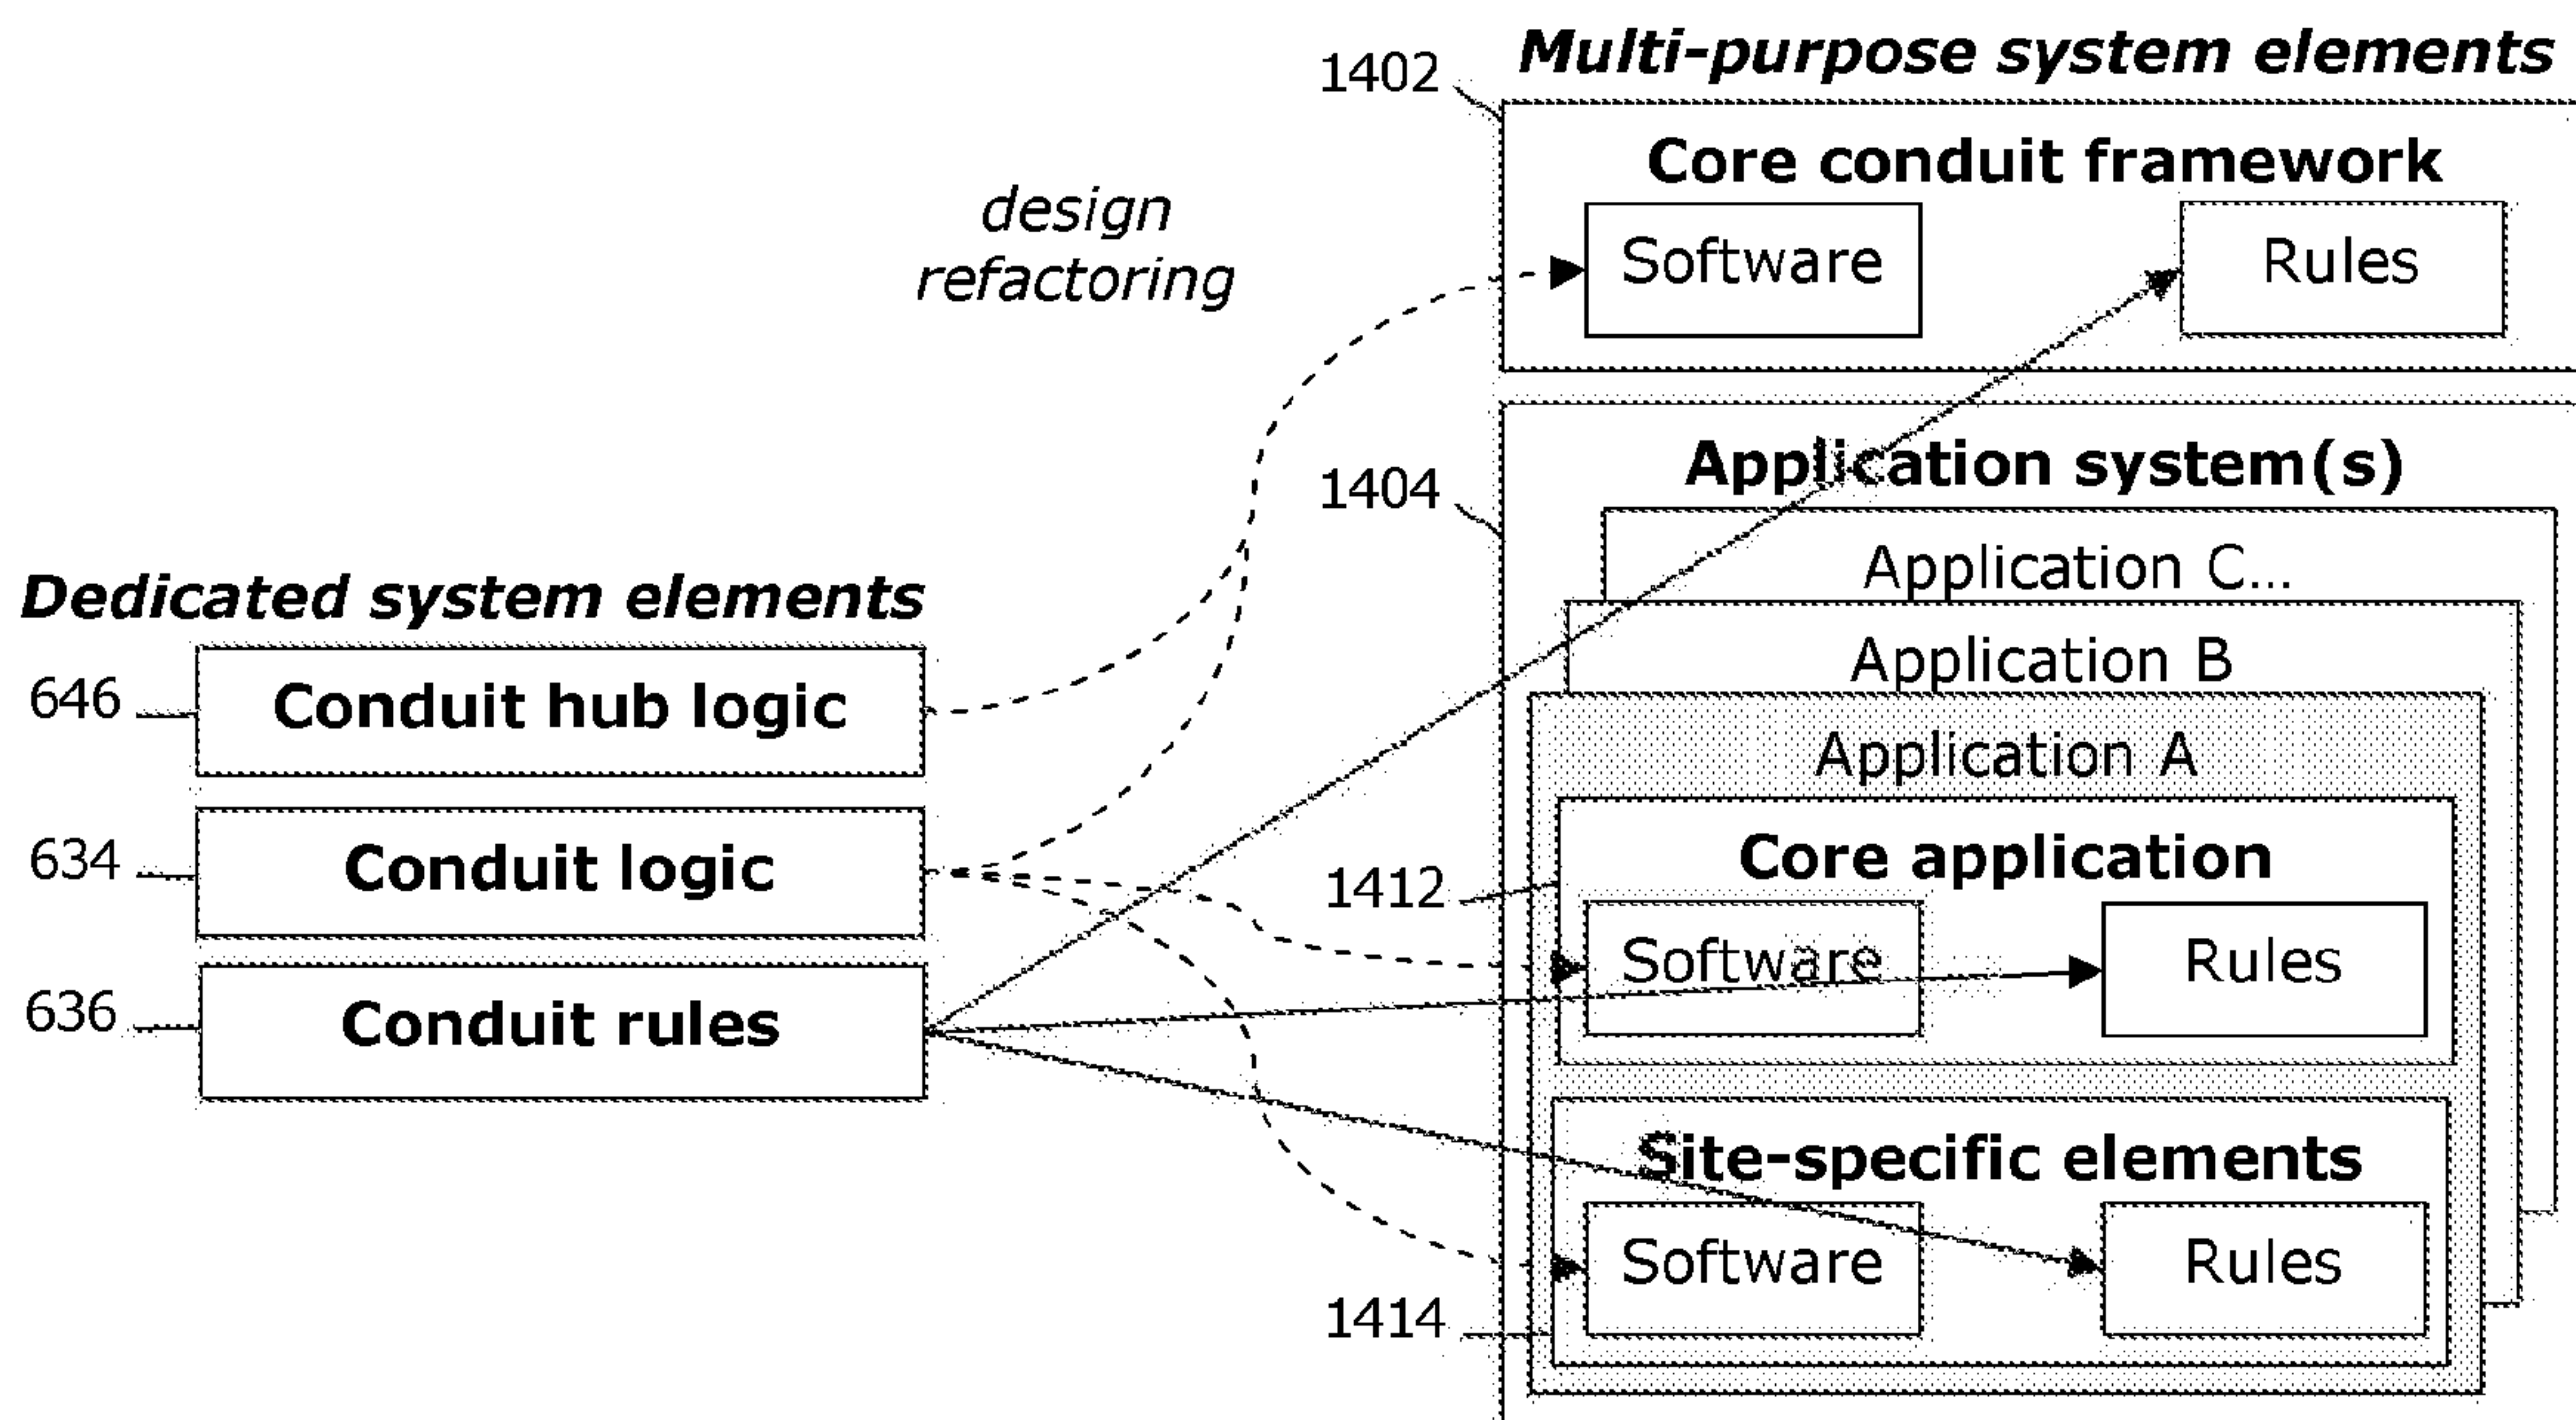 Multi-purpose system elements
1402
Core conduit framework
Software
Rules
design
refactoring
1404
Application system(s)
Application C...
Application B
Application A
Dedicated system elements
646
Conduit hub logic
634
Conduit logic
636
Conduit rules
1412
Core application
Software
Rules
Site-specific elements
Software
Rules
1414